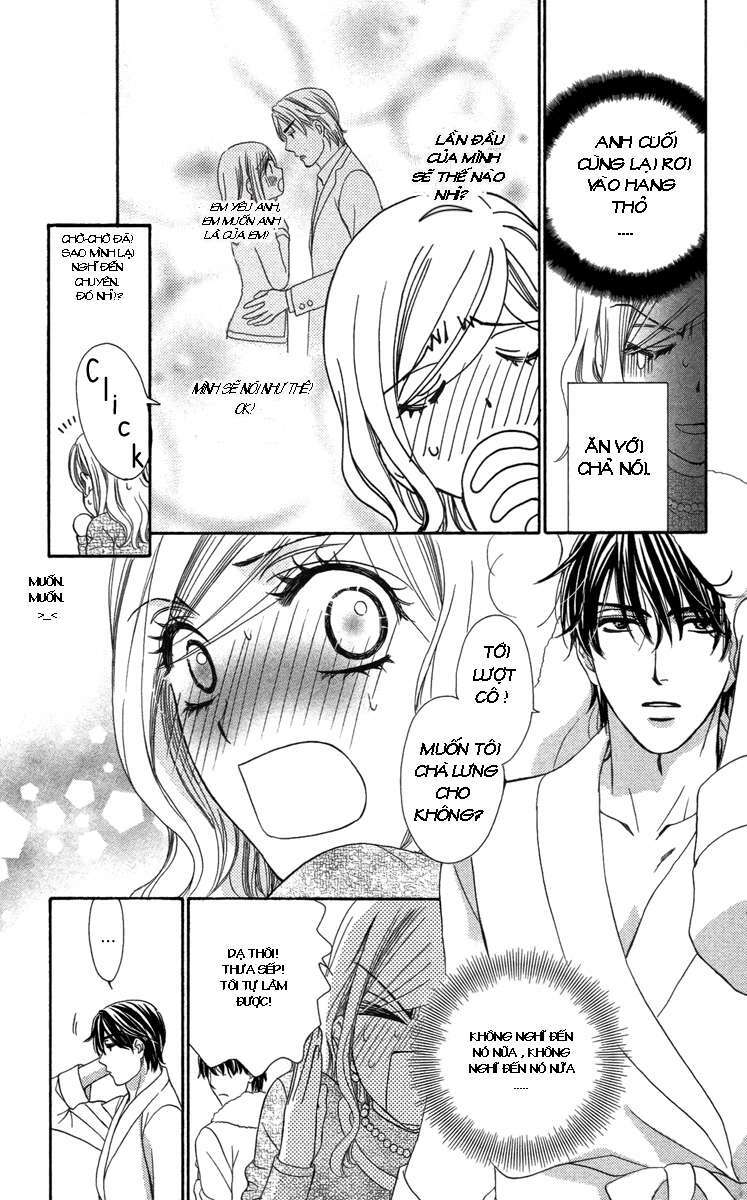 ANH CUỐI
CÙNG LẠI RƠI
VÀO HANG
THỎ
....
ĂN VỚI
CHẢ NÓI.
LẦN ĐẦU
CỦA MÌNH
SẼ THẾ NÀO
NHỈ?
EM YÊU ANH,
EM MUỐN ANH
LÀ CỦA EM?
MÌNH SẼ NÓI NHƯ THẾ?
OK?
CHỜ-CHỜ ĐÃ?
SAO MÌNH LẠI
NGHĨ ĐẾN
CHUYỆN
ĐÓ NHỈ?
Click
MUỐN.
MUỐN.
>_<
TỚI
LƯỢT
CÔ !
MUỐN TÔI
CHÀ LƯNG
CHO
KHÔNG?
KHÔNG NGHĨ ĐẾN
NÓ NỮA , KHÔNG
NGHĨ ĐẾN NÓ NỮA
.....
DẠ THÔI!
THƯA SẾP!
TÔI TỰ LÀM
ĐƯỢC!
...